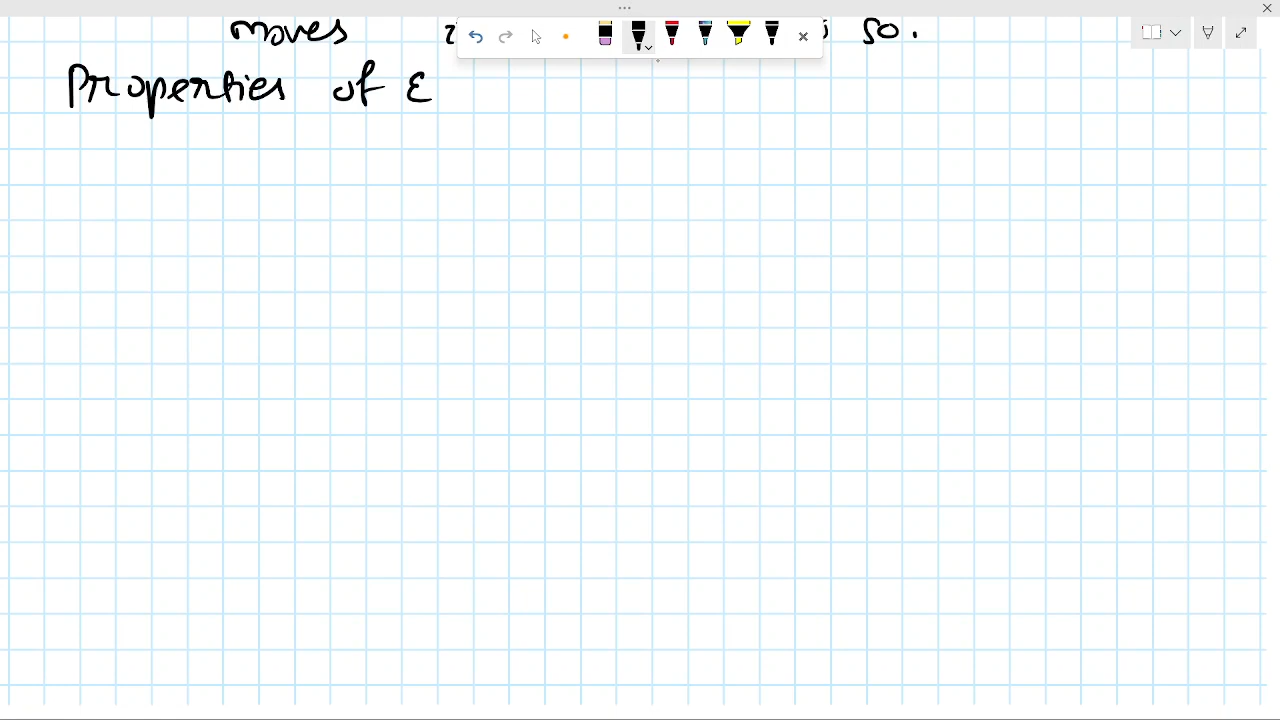 moves so.
Properties of ε